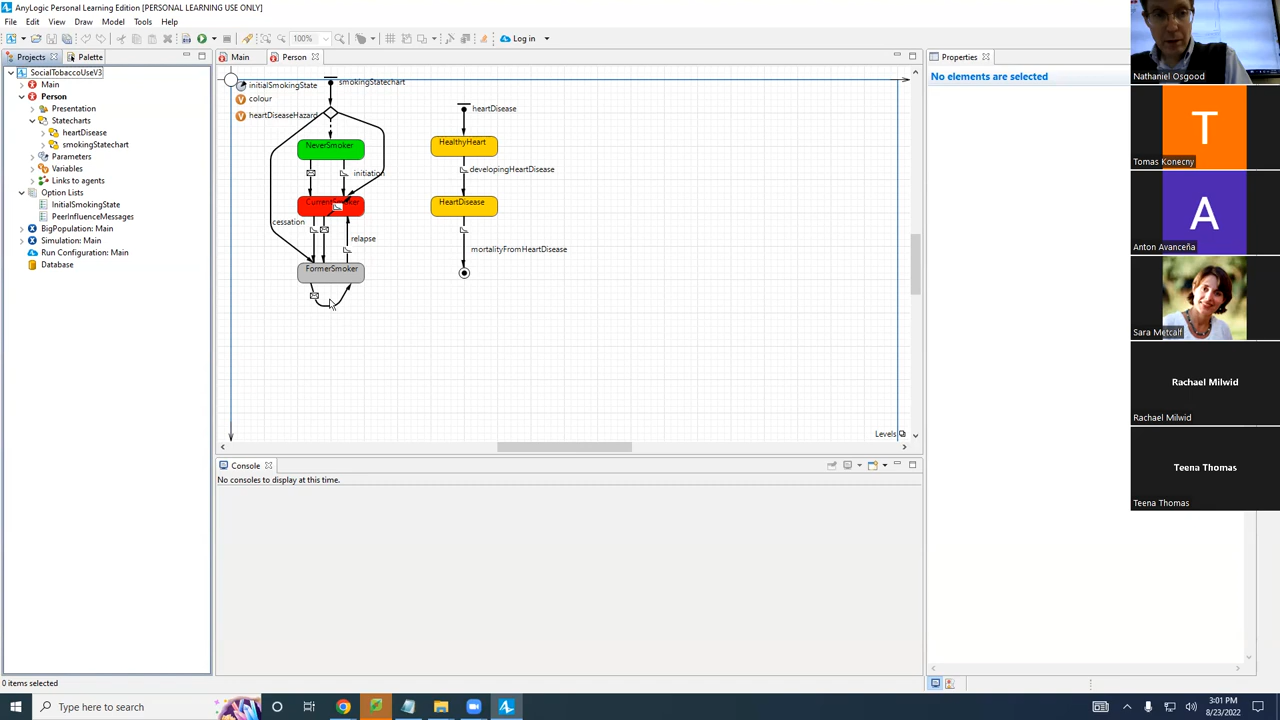 AnyLogic Personal Learning Edition [PERSONAL LEARNING USE ONLY]
File Edit View Draw Model Tools Help
100% Log in
Projects Palette
SocialTobaccoUseV3
Main
Person
Presentation
Statecharts
heartDisease
smokingStatechart
Parameters
Variables
Links to agents
Option Lists
InitialSmokingState
PeerInfluenceMessages
BigPopulation: Main
Simulation: Main
Run Configuration: Main
Database
Main Person
initialSmokingState
colour
heartDiseaseHazard
smokingStatechart
NeverSmoker
initiation
CurrentSmoker
cessation
relapse
FormerSmoker
heartDisease
HealthyHeart
developingHeartDisease
HeartDisease
mortalityFromHeartDisease
Levels
Console
No consoles to display at this time.
Properties
No elements are selected
Nathaniel Osgood
T
Tomas Konecny
A
Anton Avanceña
Sara Metcalf
Rachael Milwid
Rachael Milwid
Teena Thomas
Teena Thomas
0 items selected
Type here to search
3:01 PM
8/23/2022